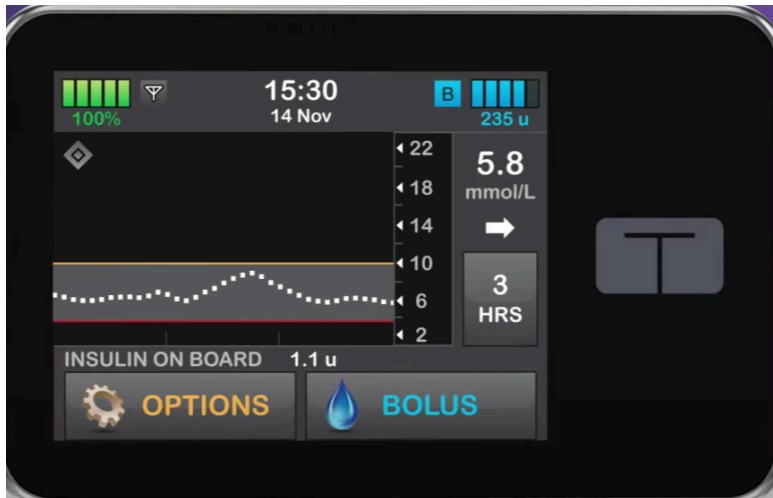 15:30
B
100%
14 Nov
235 u
22
5.8
18
mmol/L
14
10
3
6
HRS
2
INSULIN ON BOARD 1.1 u
OPTIONS
BOLUS